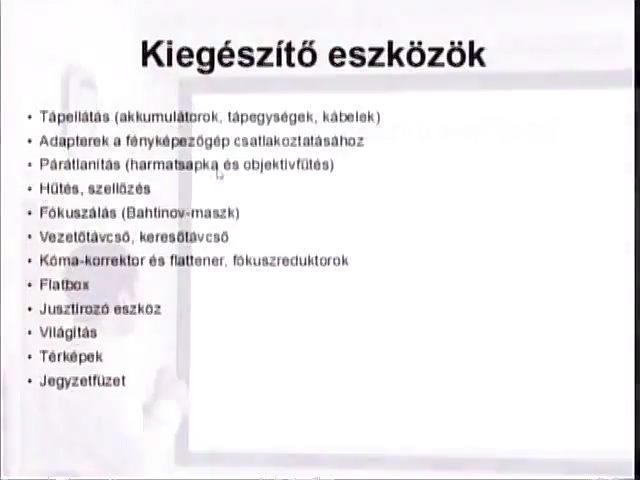 Kiegészítő eszközök
• Tápellátás (akkumulátorok, tápegységek, kábelek)
• Adapterek a fényképezőgép csatlakoztatásához
• Párátlanítás (harmatsapka és objektívfűtés)
• Hűtés, szellőzés
• Fókuszálás (Bahtinov-maszk)
• Vezetőtávcső, keresőtávcső
• Kóma-korrektor és flattener, fókuszreduktorok
• Flatbox
• Jusztírozó eszköz
• Világítás
• Térképek
• Jegyzetfüzet